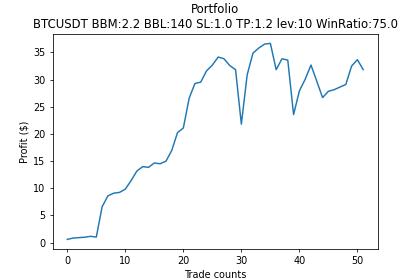 Portfolio
BTCUSDT BBM:2.2 BBL:140 SL:1.0 TP:1.2 lev:10 WinRatio:75.0
35
30
25
20
15
10
5
0
Profit ($)
0 10 20 30 40 50
Trade counts